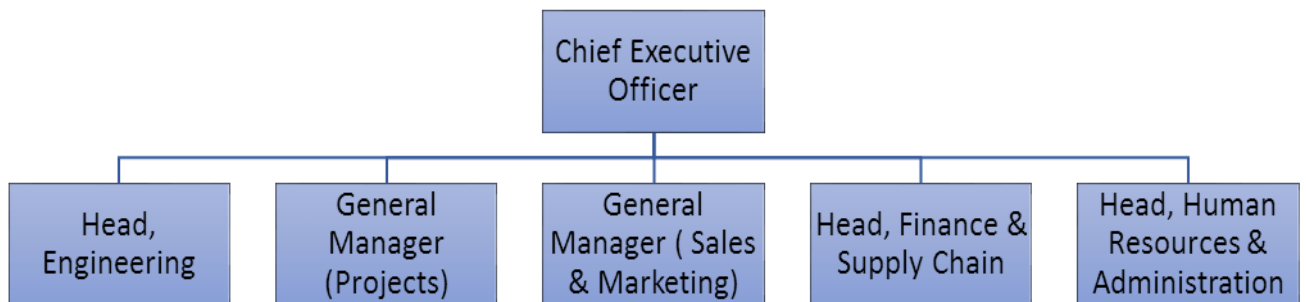 Chief Executive
Officer
Head,
Engineering
General
Manager
(Projects)
General
Manager ( Sales
& Marketing)
Head, Finance &
Supply Chain
Head, Human
Resources &
Administration